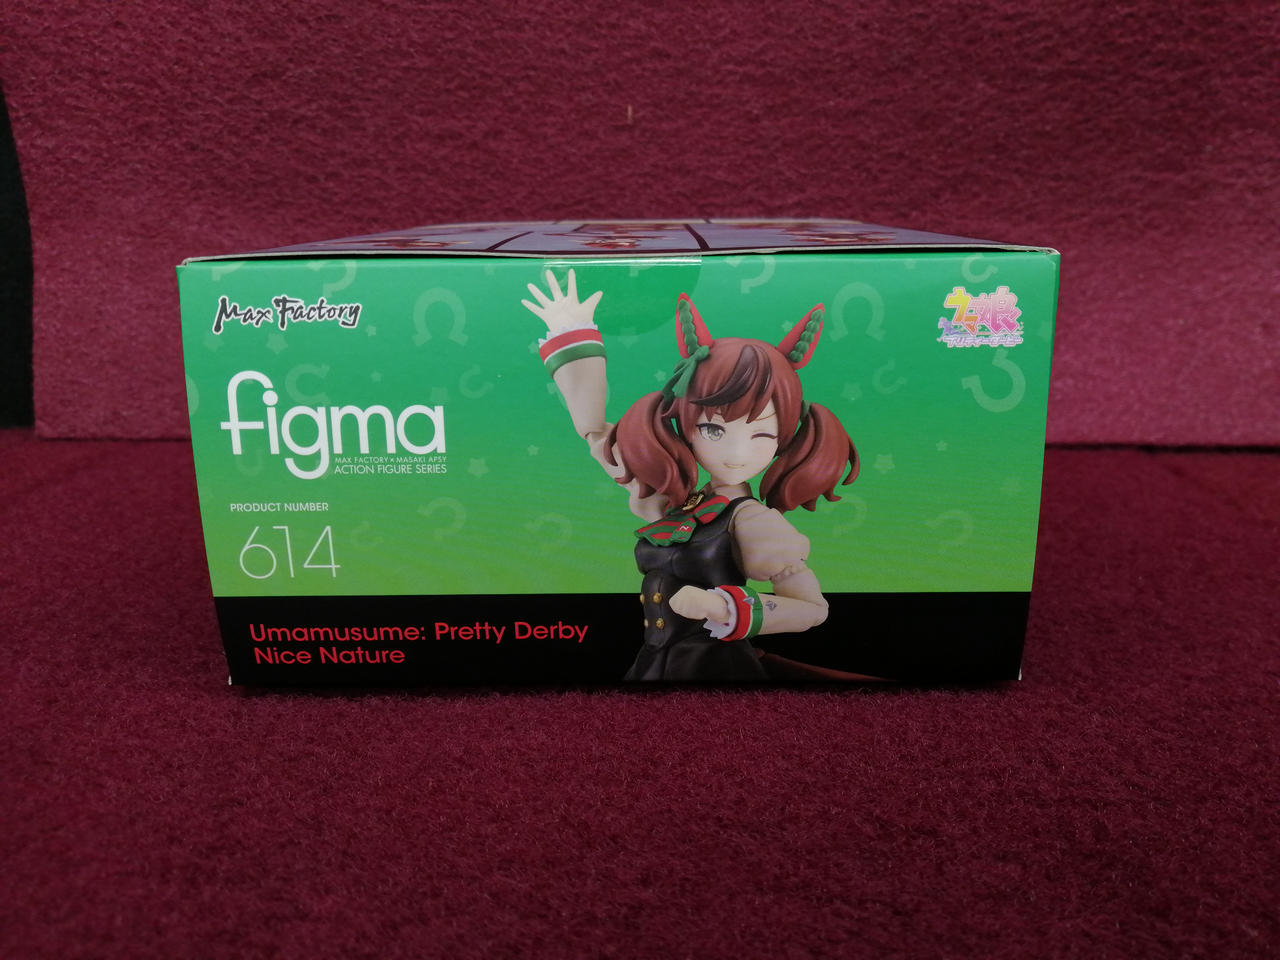 Max Factory
figma
MAX FACTORY × MASAKI APSY
ACTION FIGURE SERIES
PRODUCT NUMBER
614
Umamusume: Pretty Derby
Nice Nature
ウマ娘
プリティーダービー